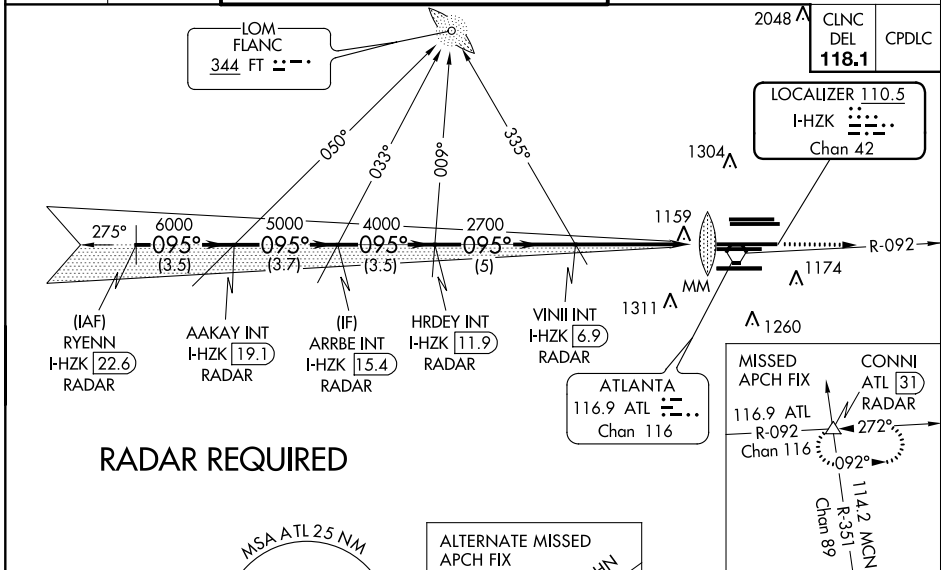 2048
CLNC
DEL
118.1
CPDLC
LOM
FLANC
344 FT
LOCALIZER 110.5
I-HZK
Chan 42
050°
033°
009°
335°
1304
1159
275°
6000
095°
(3.5)
5000
095°
(3.7)
4000
095°
(3.5)
2700
095°
(5)
R-092
MM
1174
1311
1260
(IAF)
RYENN
I-HZK 22.6
RADAR
AAKAY INT
I-HZK 19.1
RADAR
(IF)
ARRBE INT
I-HZK 15.4
RADAR
HRDEY INT
I-HZK 11.9
RADAR
VINII INT
I-HZK 6.9
RADAR
ATLANTA
116.9 ATL
Chan 116
MISSED
APCH FIX
CONNI
ATL 31
RADAR
116.9 ATL
R-092
Chan 116
272°
092°
114.2 MCN
R-351
Chan 89
RADAR REQUIRED
MSA ATL 25 NM
ALTERNATE MISSED
APCH FIX